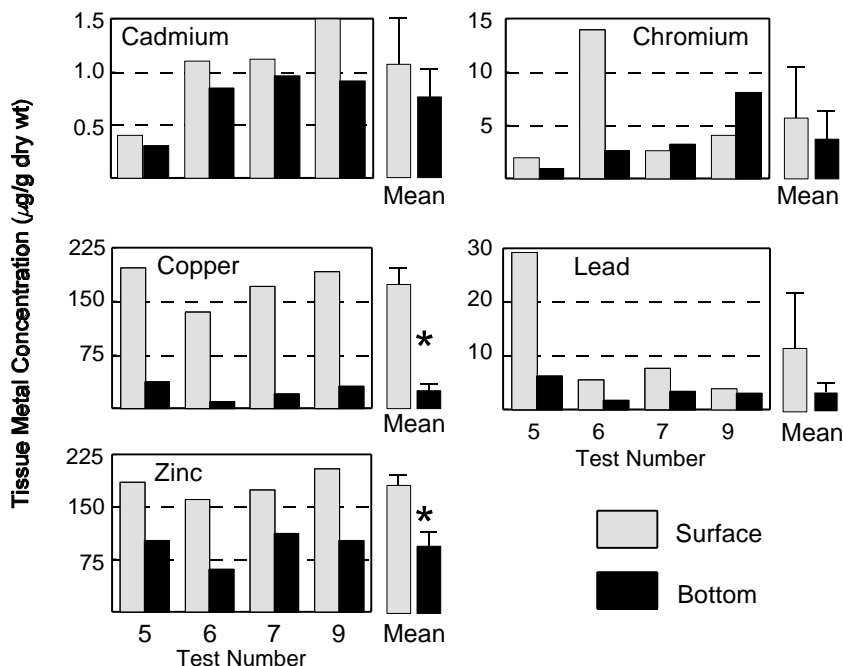 Tissue Metal Concentration (µg/g dry wt)
Cadmium
1.5
1.0
0.5
Mean
Chromium
15
10
5
Mean
Copper
225
150
75
*
Mean
Lead
30
20
10
5 6 7 9
Mean
Test Number
Zinc
225
150
75
*
5 6 7 9
Mean
Test Number
Surface
Bottom